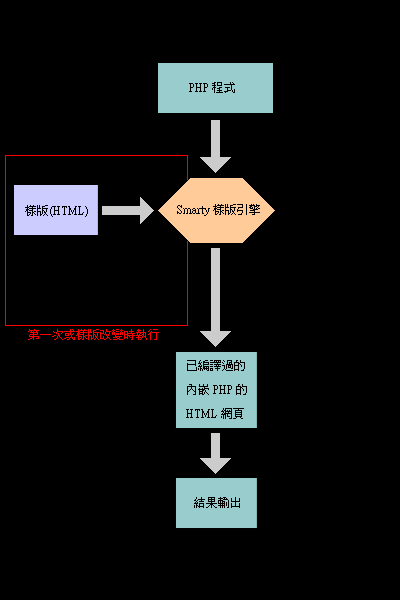 PHP 程式
樣版(HTML)
Smarty 樣版引擎
第一次或樣版改變時執行
已編譯過的
內嵌 PHP 的
HTML 網頁
結果輸出